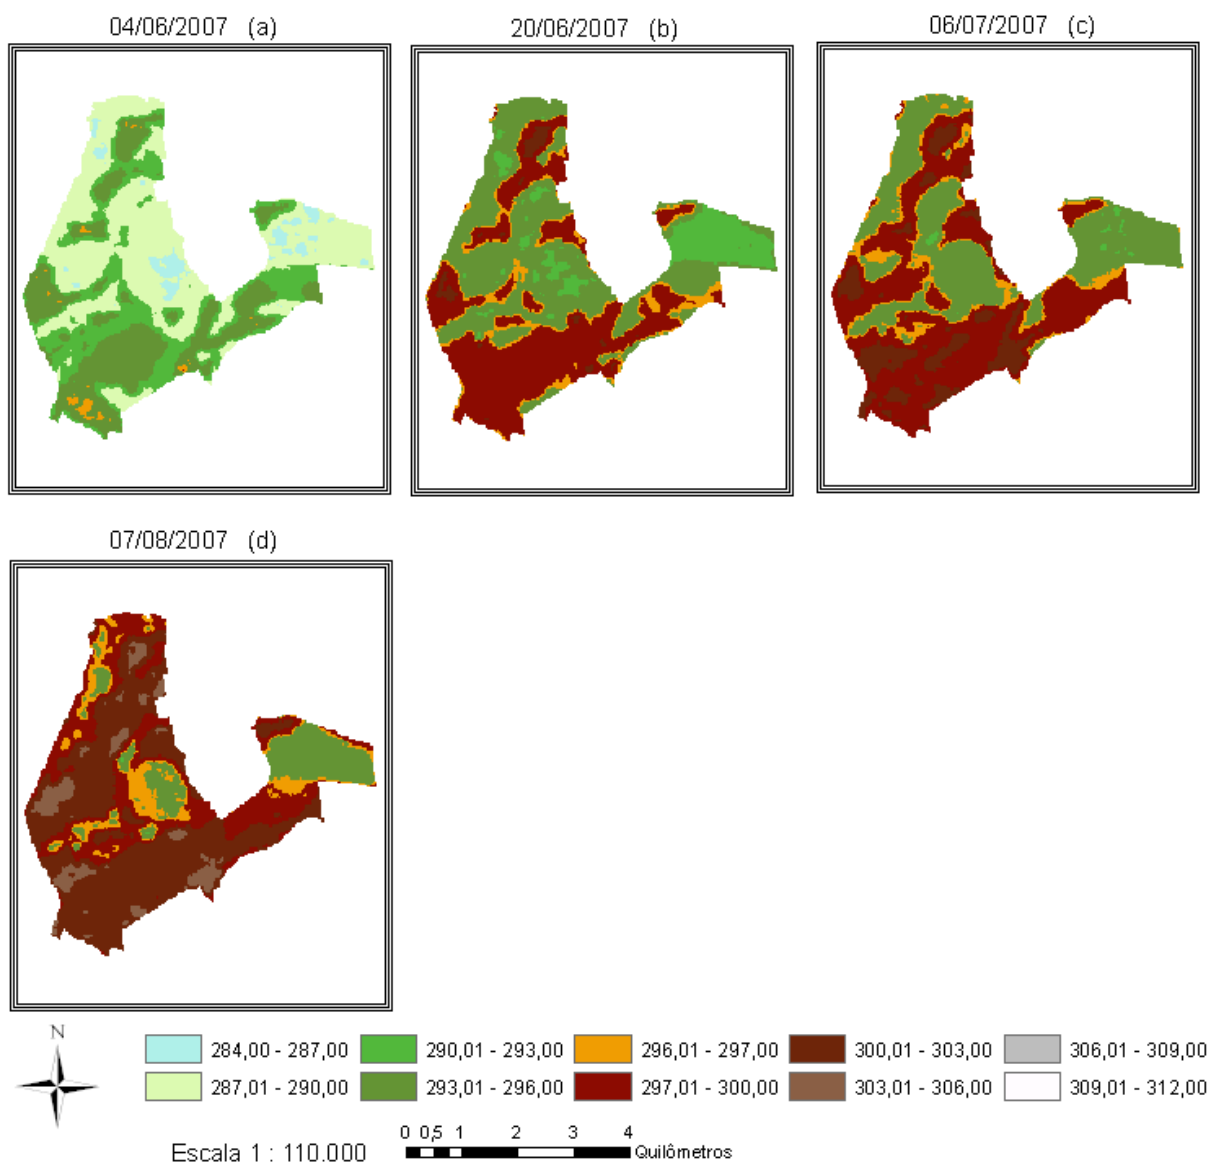 04/06/2007 (a)
20/06/2007 (b)
06/07/2007 (c)
07/08/2007 (d)
N
284,00 - 287,00
290,01 - 293,00
296,01 - 297,00
300,01 - 303,00
306,01 - 309,00
287,01 - 290,00
293,01 - 296,00
297,01 - 300,00
303,01 - 306,00
309,01 - 312,00
0 0,5 1 2 3 4
Escala 1 : 110.000
Quilômetros